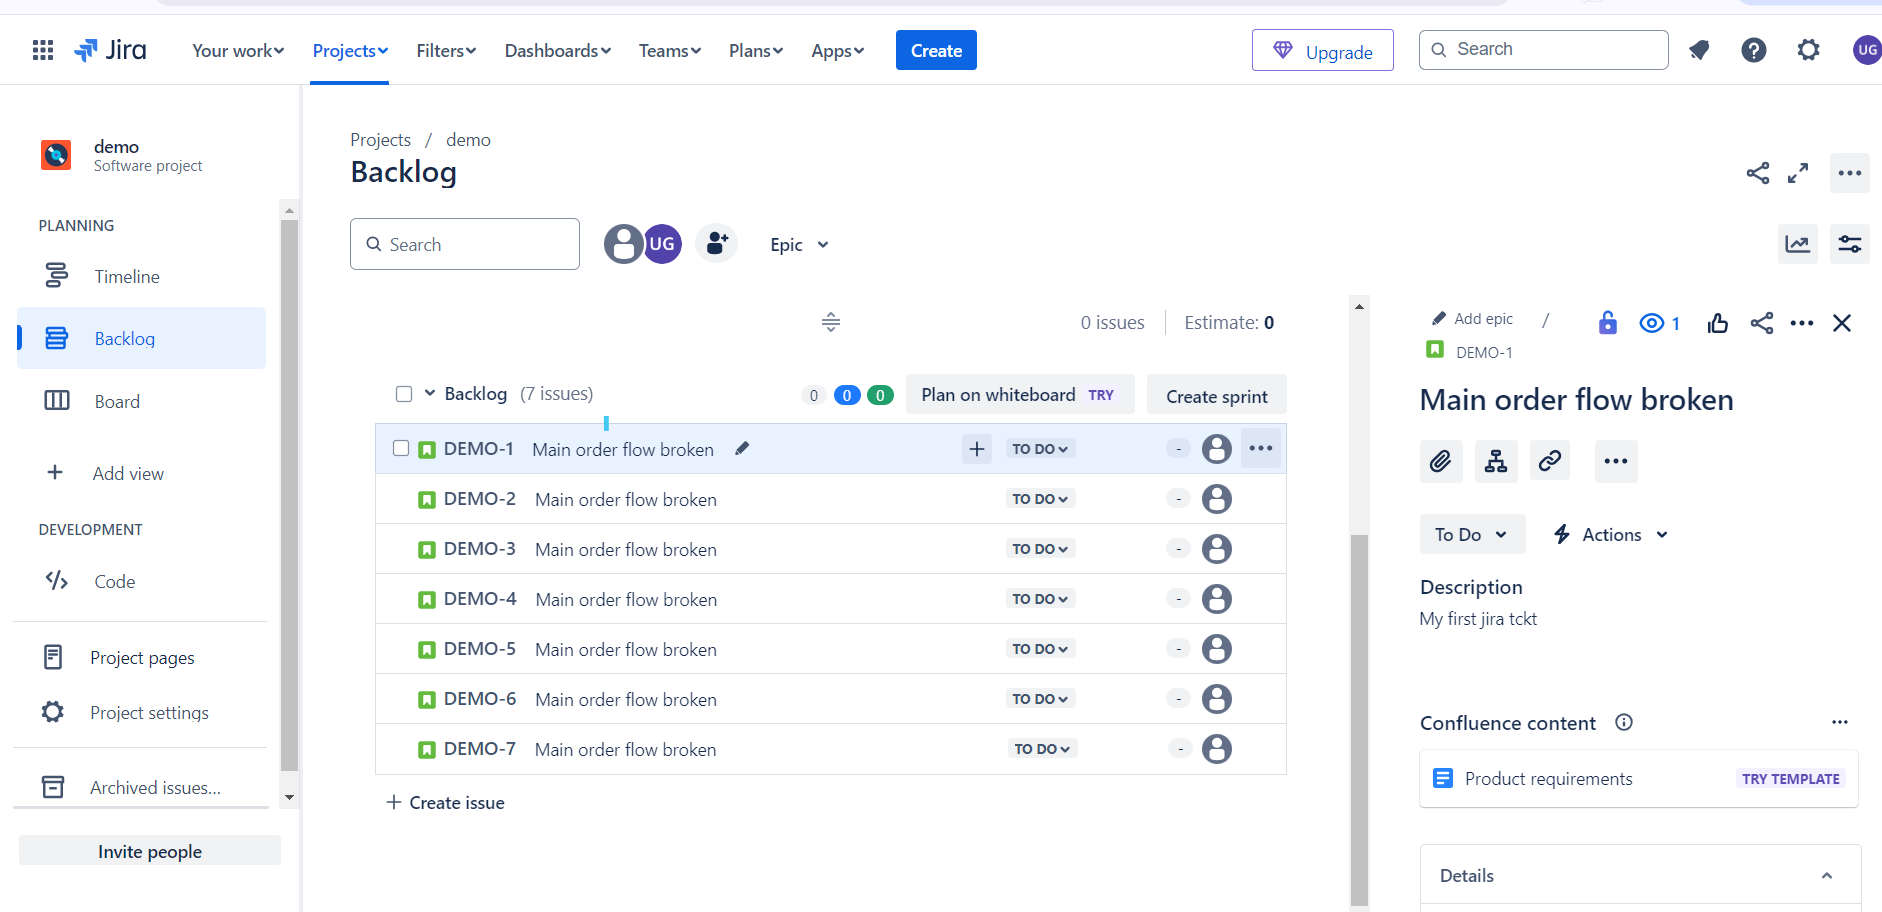 Jira
Your work
Projects
Filters
Dashboards
Teams
Plans
Apps
Create
Upgrade
Search
UG
demo
Software project
PLANNING
Timeline
Backlog
Board
Add view
DEVELOPMENT
Code
Project pages
Project settings
Archived issues...
Invite people
Projects / demo
Backlog
Search
UG
Epic
0 issues
Estimate: 0
Backlog (7 issues)
0 0 0
Plan on whiteboard TRY
Create sprint
DEMO-1 Main order flow broken TO DO -
DEMO-2 Main order flow broken TO DO -
DEMO-3 Main order flow broken TO DO -
DEMO-4 Main order flow broken TO DO -
DEMO-5 Main order flow broken TO DO -
DEMO-6 Main order flow broken TO DO -
DEMO-7 Main order flow broken TO DO -
Create issue
Add epic /
1
DEMO-1
Main order flow broken
To Do
Actions
Description
My first jira tckt
Confluence content
Product requirements TRY TEMPLATE
Details